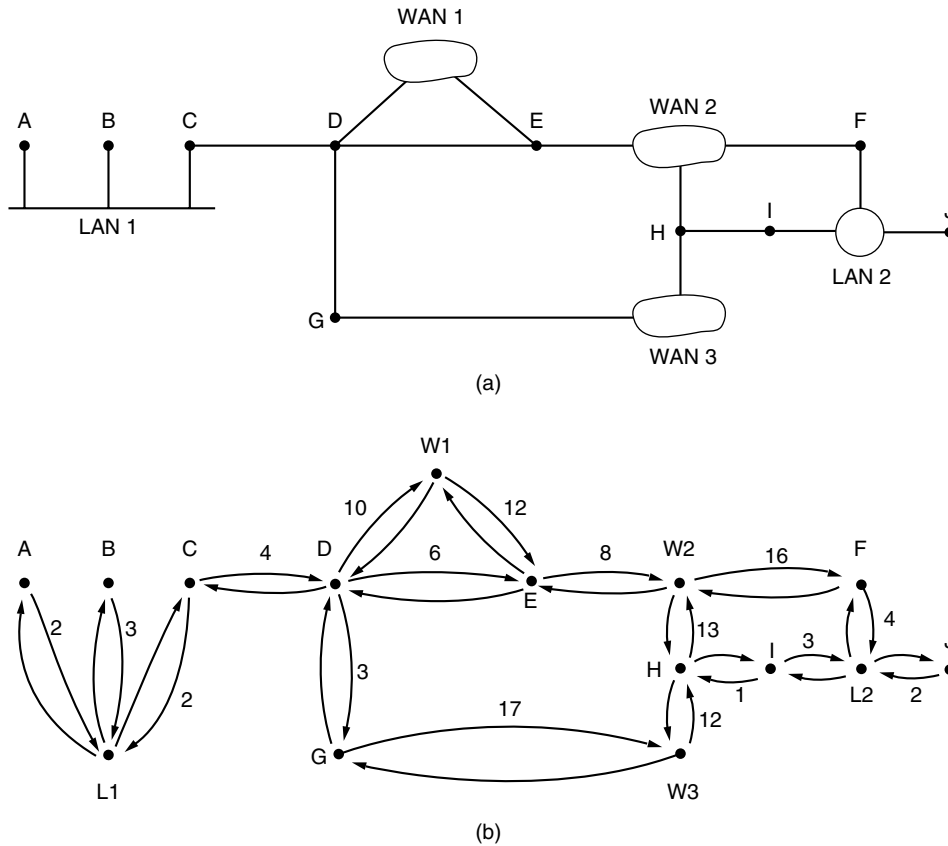 WAN 1
A B C D E WAN 2 F
LAN 1
H I J
LAN 2
G
WAN 3
(a)
W1
10 12
A B C 4 D 6 8 W2 16 F
E
2 3 3 2 13 4
H I 3 J
1 L2 2
G 17 12
L1 W3
(b)